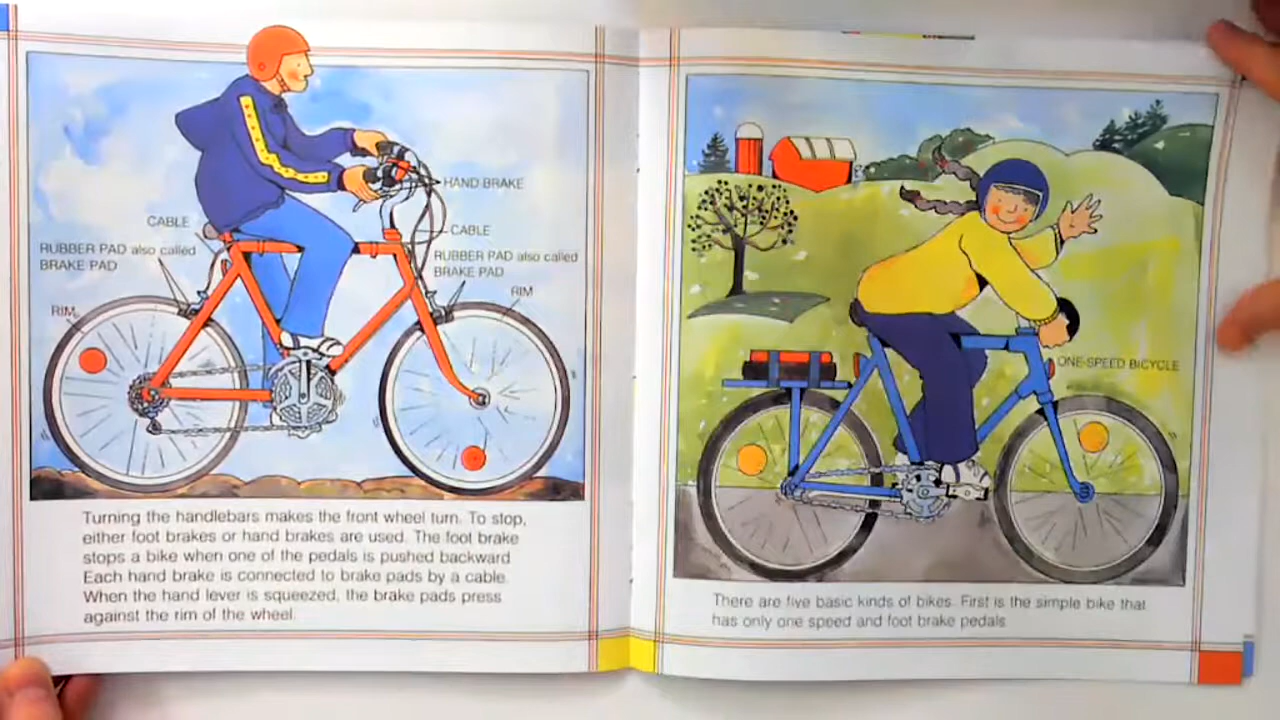 HAND BRAKE
CABLE
CABLE
RUBBER PAD also called
BRAKE PAD
RUBBER PAD also called
BRAKE PAD
RIM
RIM
Turning the handlebars makes the front wheel turn. To stop,
either foot brakes or hand brakes are used. The foot brake
stops a bike when one of the pedals is pushed backward.
Each hand brake is connected to brake pads by a cable.
When the hand lever is squeezed, the brake pads press
against the rim of the wheel.
ONE-SPEED BICYCLE
There are five basic kinds of bikes. First is the simple bike that
has only one speed and foot brake pedals.